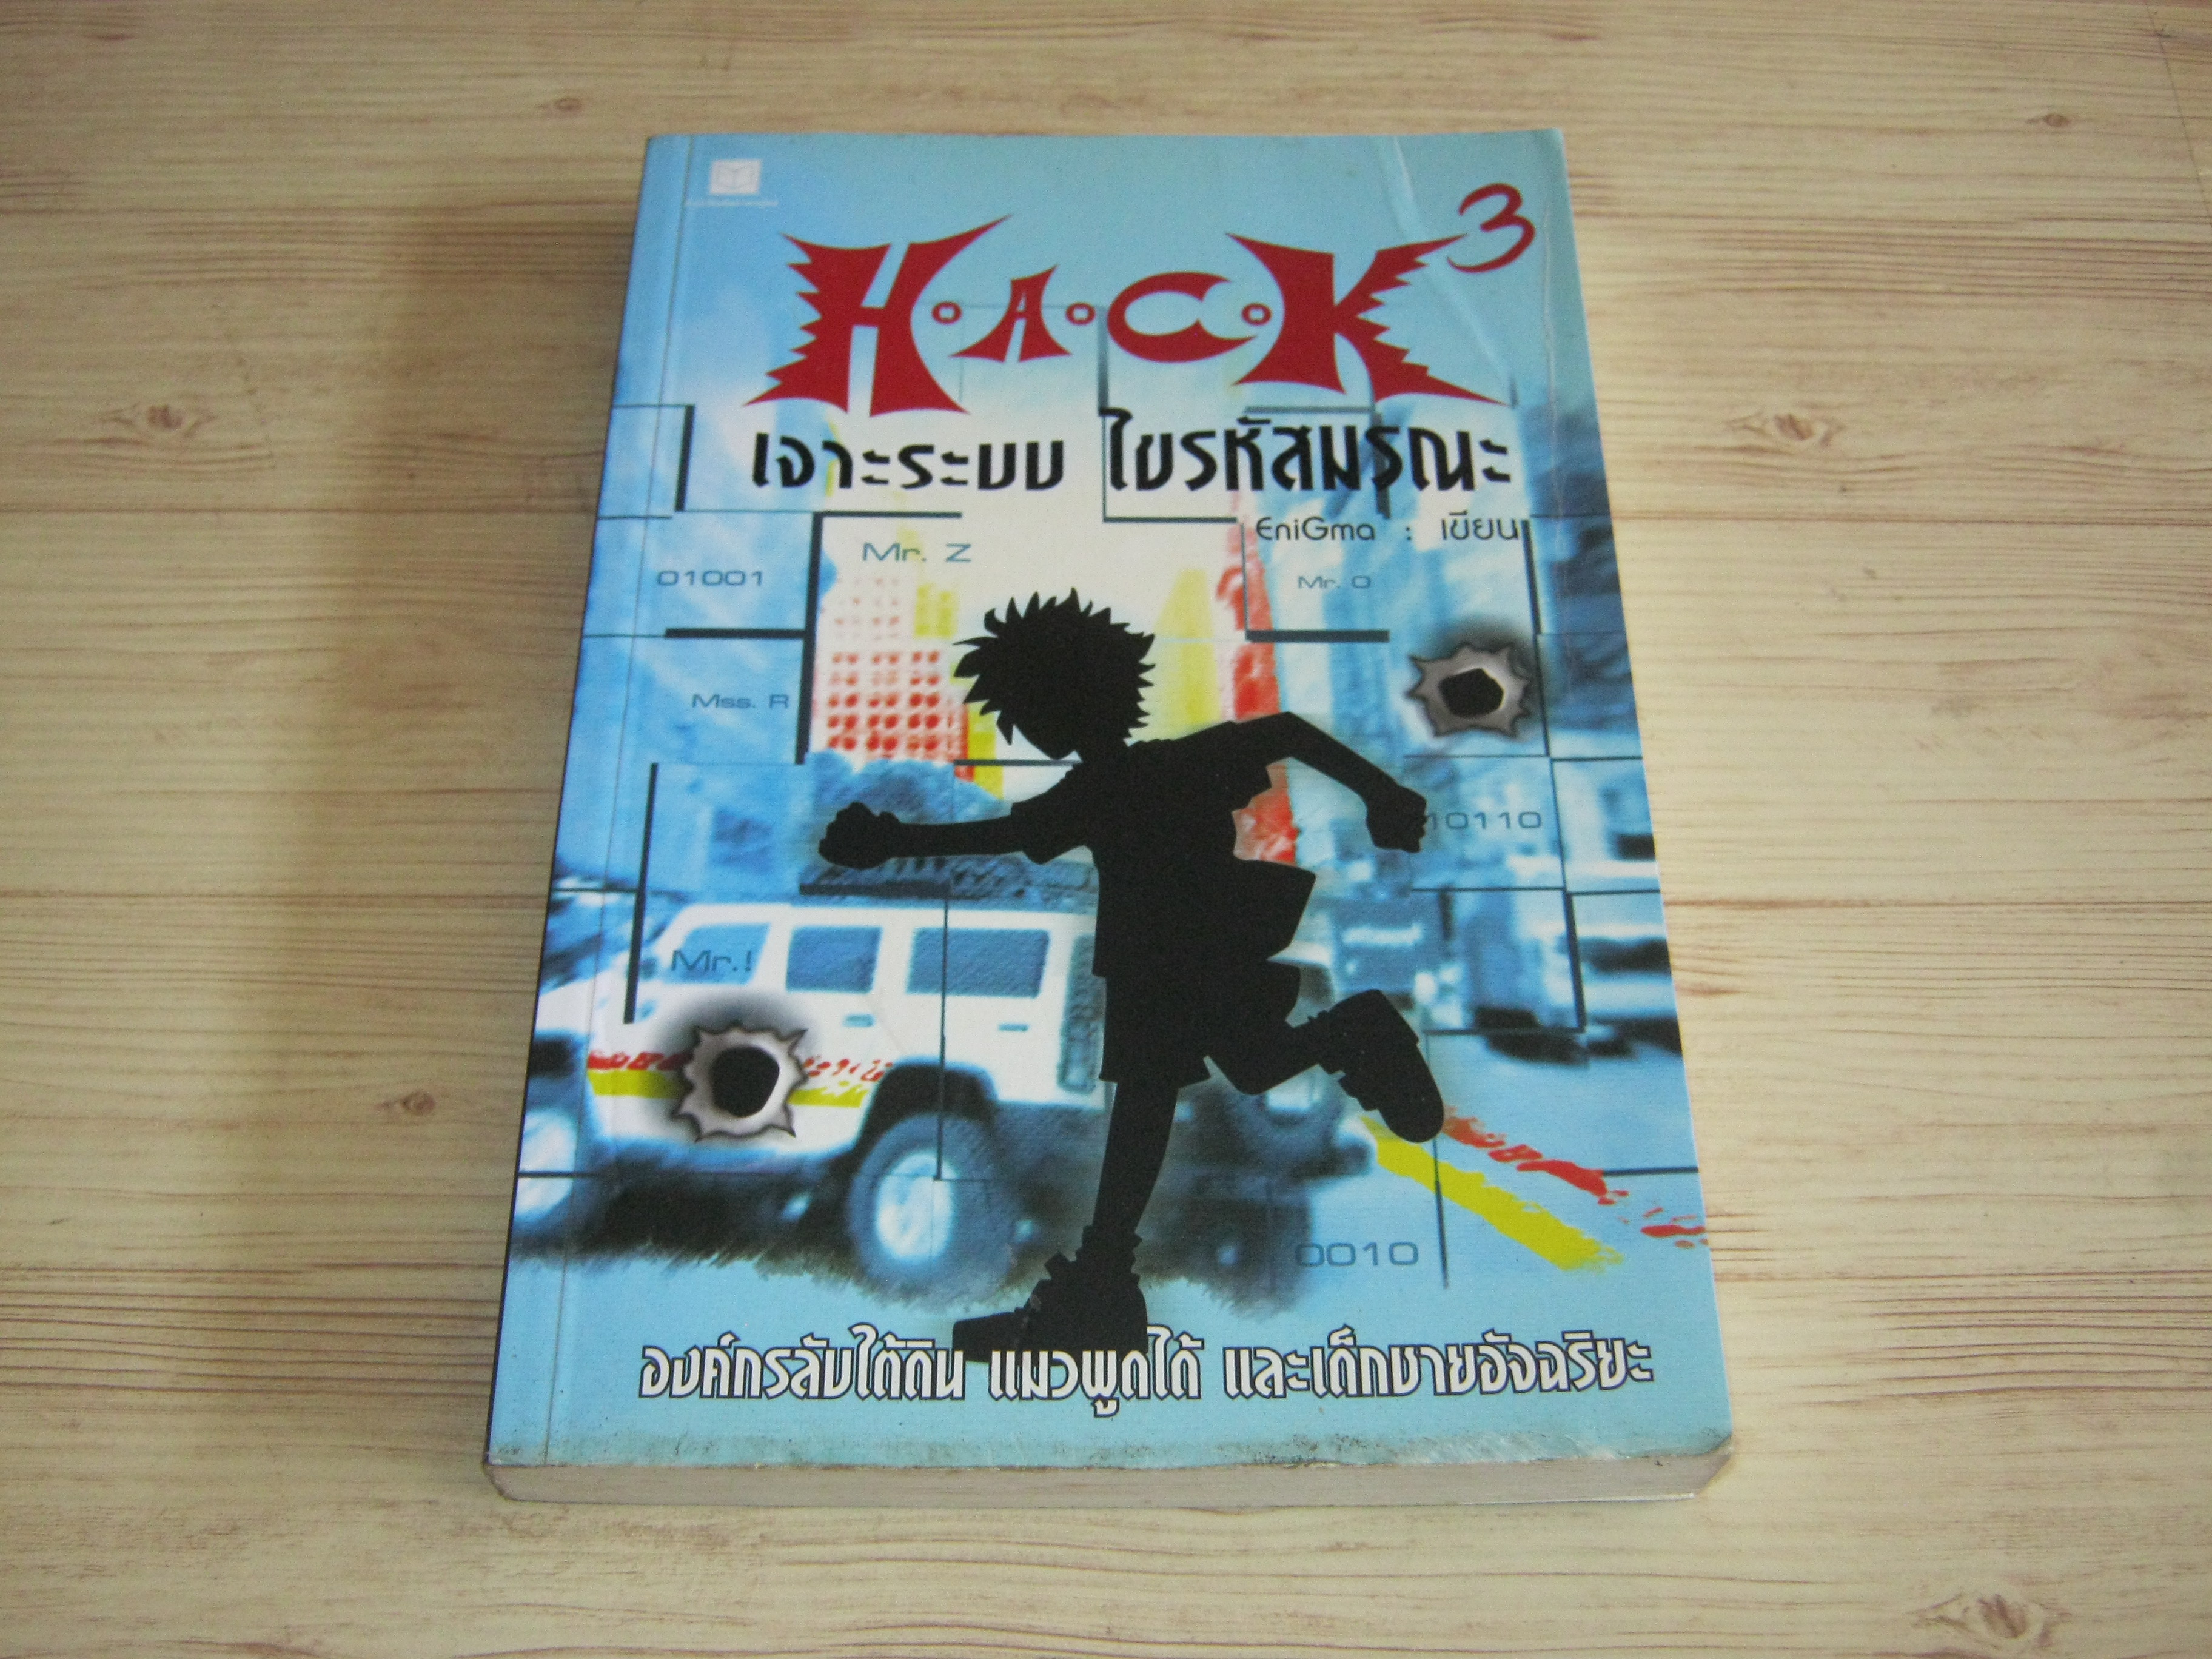 H•A•C•K 3
เจาะระบบ ไขรหัสมรณะ
EniGma : เขียน
Mr. Z
01001
Mr. O
Mss. R
10110
Mr.!
0010
องค์กรลับใต้ดิน แมวพูดได้ และเด็กชายอัจฉริยะ